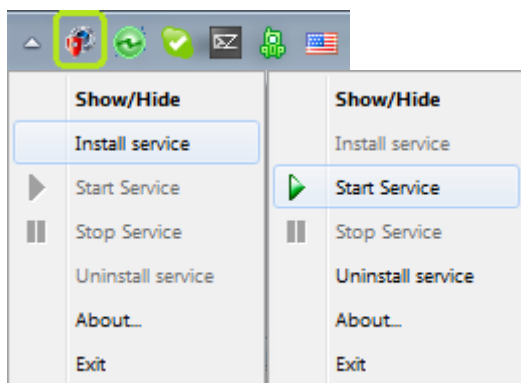 Show/Hide
Install service
Start Service
Stop Service
Uninstall service
About...
Exit
Show/Hide
Install service
Start Service
Stop Service
Uninstall service
About...
Exit